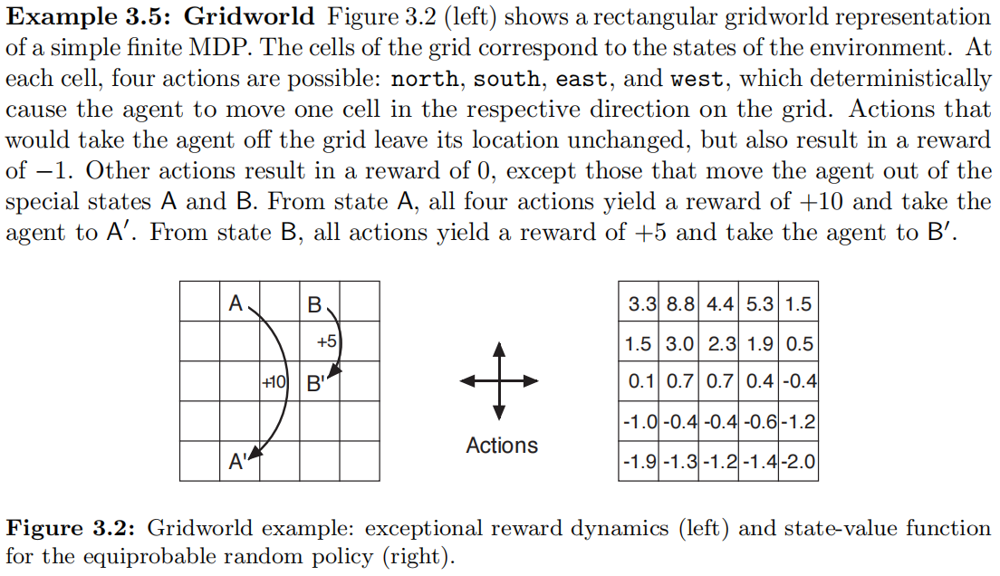 Example 3.5: Gridworld Figure 3.2 (left) shows a rectangular gridworld representation
of a simple finite MDP. The cells of the grid correspond to the states of the environment. At
each cell, four actions are possible: north, south, east, and west, which deterministically
cause the agent to move one cell in the respective direction on the grid. Actions that
would take the agent off the grid leave its location unchanged, but also result in a reward
of −1. Other actions result in a reward of 0, except those that move the agent out of the
special states A and B. From state A, all four actions yield a reward of +10 and take the
agent to A′. From state B, all actions yield a reward of +5 and take the agent to B′.
A B
+5
+10 B'
A'
Actions
3.3 8.8 4.4 5.3 1.5
1.5 3.0 2.3 1.9 0.5
0.1 0.7 0.7 0.4 -0.4
-1.0 -0.4 -0.4 -0.6 -1.2
-1.9 -1.3 -1.2 -1.4 -2.0
Figure 3.2: Gridworld example: exceptional reward dynamics (left) and state-value function
for the equiprobable random policy (right).